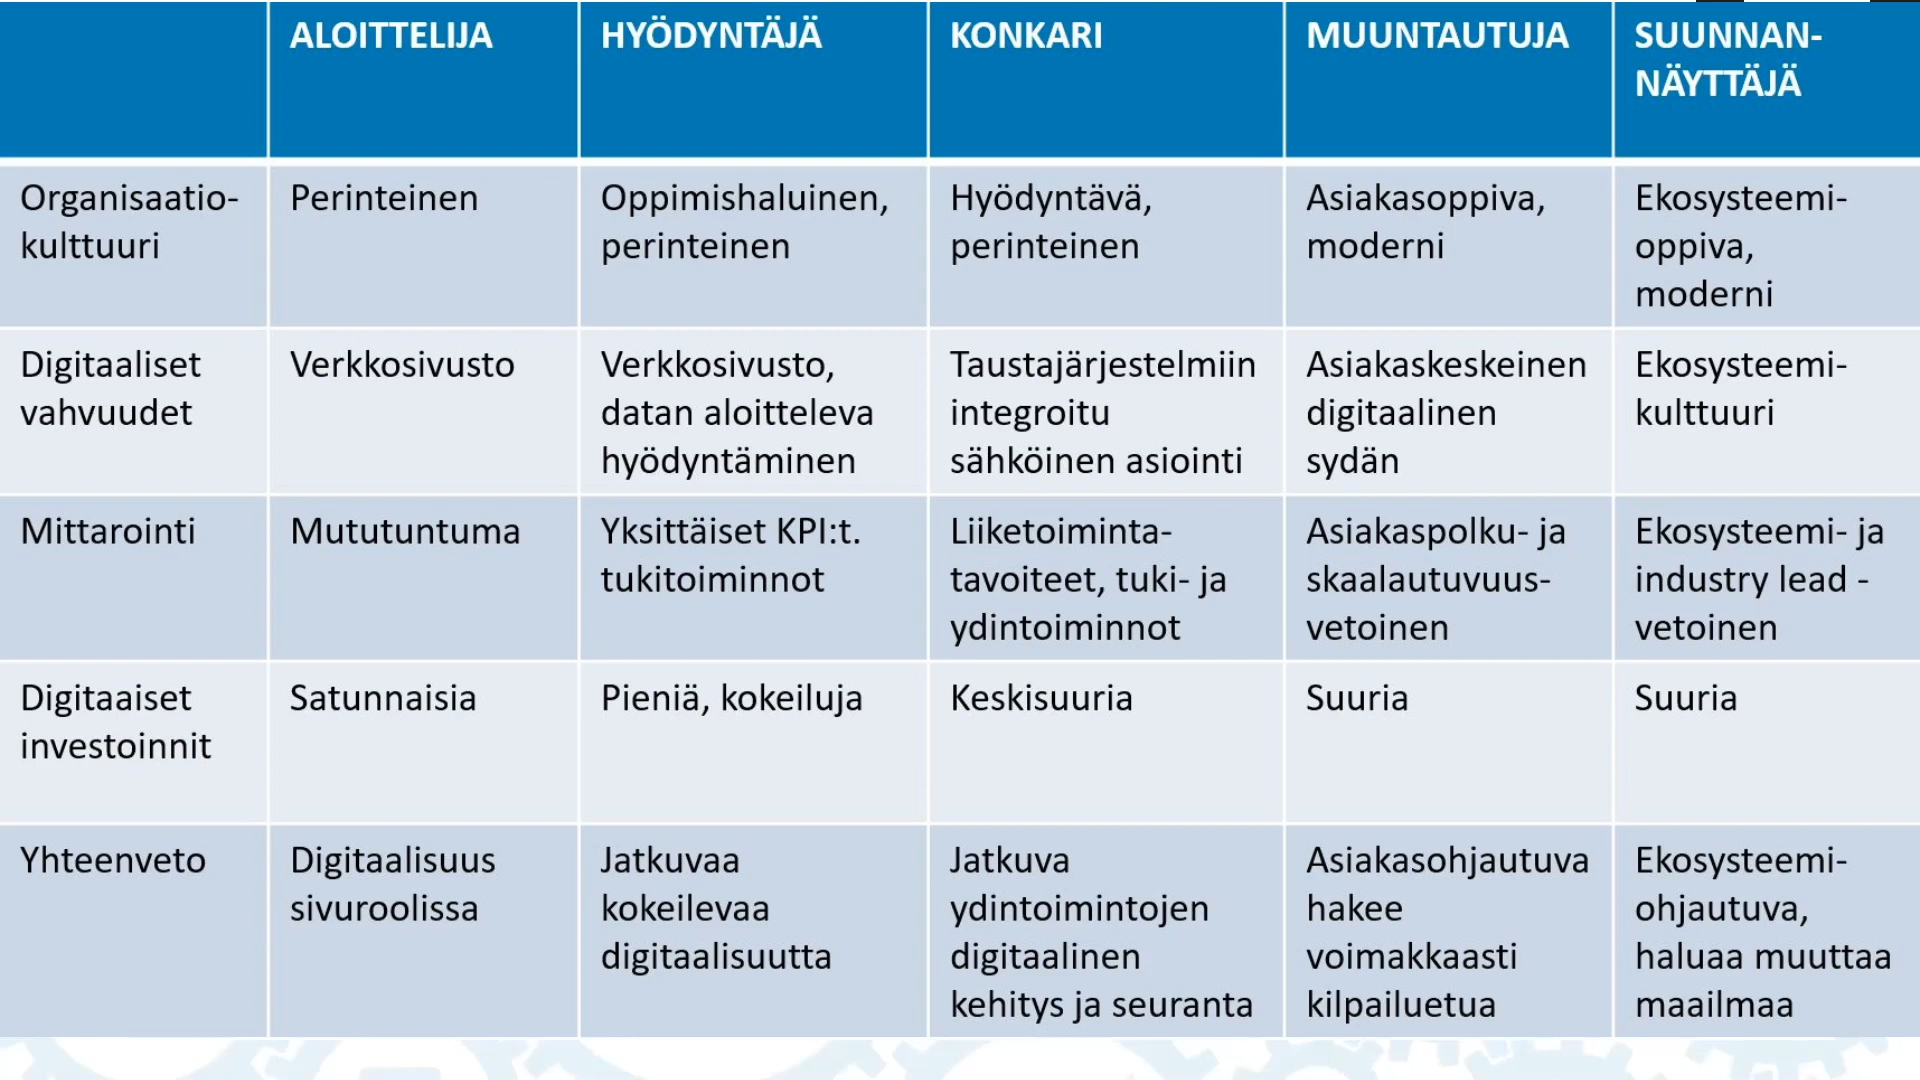 ALOITTELIJA
HYÖDYNTÄJÄ
KONKARI
MUUNTAUTUJA
SUUNNAN-
NÄYTTÄJÄ
Organisaatio-
kulttuuri
Perinteinen
Oppimishaluinen,
perinteinen
Hyödyntävä,
perinteinen
Asiakasoppiva,
moderni
Ekosysteemi-
oppiva,
moderni
Digitaaliset
vahvuudet
Verkkosivusto
Verkkosivusto,
datan aloitteleva
hyödyntäminen
Taustajärjestelmiin
integroitu
sähköinen asiointi
Asiakaskeskeinen
digitaalinen
sydän
Ekosysteemi-
kulttuuri
Mittarointi
Mututuntuma
Yksittäiset KPI:t.
tukitoiminnot
Liiketoiminta-
tavoiteet, tuki- ja
ydintoiminnot
Asiakaspolku- ja
skaalautuvuus-
vetoinen
Ekosysteemi- ja
industry lead -
vetoinen
Digitaaiset
investoinnit
Satunnaisia
Pieniä, kokeiluja
Keskisuuria
Suuria
Suuria
Yhteenveto
Digitaalisuus
sivuroolissa
Jatkuvaa
kokeilevaa
digitaalisuutta
Jatkuva
ydintoimintojen
digitaalinen
kehitys ja seuranta
Asiakasohjautuva
hakee
voimakkaasti
kilpailuetua
Ekosysteemi-
ohjautuva,
haluaa muuttaa
maailmaa